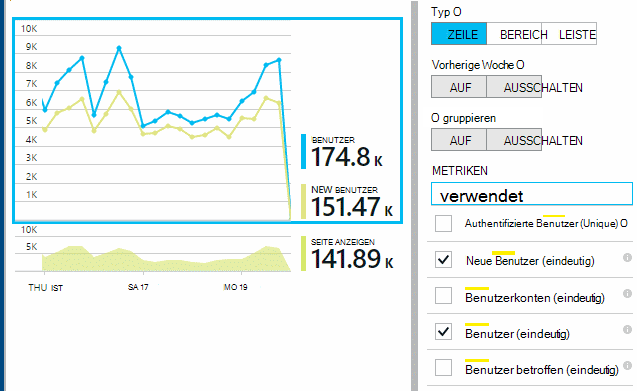 10K
9K
8K
7K
6K
5K
4K
3K
2K
1K
BENUTZER
174.8 K
NEW BENUTZER
151.47 K
10K
5K
SEITE ANZEIGEN
141.89 K
THU IST
SA 17
MO 19
Typ O
ZEILE BEREICH LEISTE
Vorherige Woche O
AUF AUSSCHALTEN
O gruppieren
AUF AUSSCHALTEN
METRIKEN
verwendet
Authentifizierte Benutzer (Unique) O
Neue Benutzer (eindeutig)
Benutzerkonten (eindeutig)
Benutzer (eindeutig)
Benutzer betroffen (eindeutig)